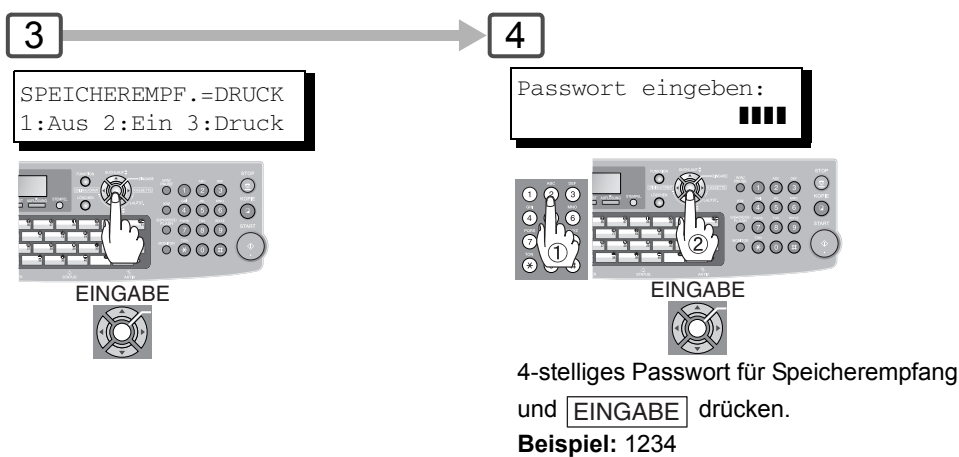 3
4
SPEICHEREMPF.=DRUCK
1:Aus 2:Ein 3:Druck
Passwort eingeben:
EINGABE
EINGABE
4-stelliges Passwort für Speicherempfang
und EINGABE drücken.
Beispiel: 1234